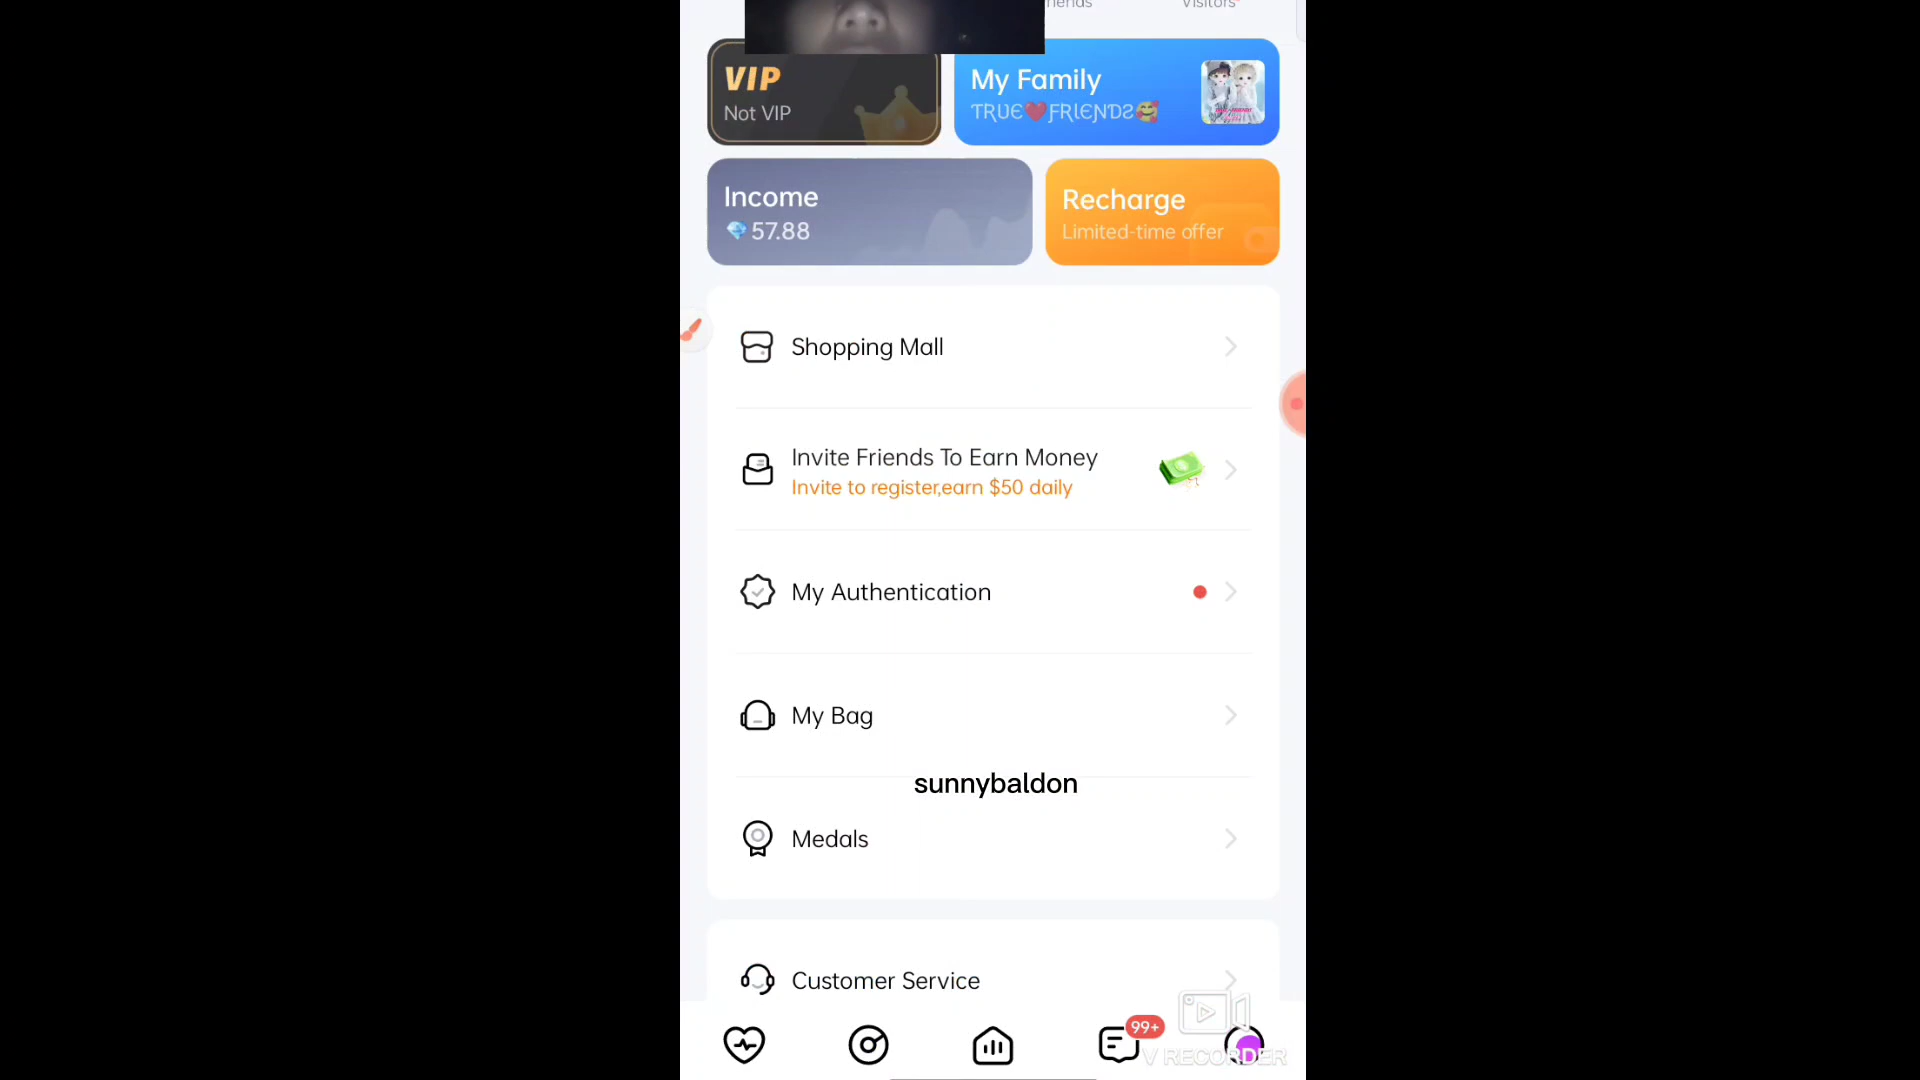 Visitors
VIP
Not VIP
My Family
TRUE❤️FRIENDS🥰
Income
57.88
Recharge
Limited-time offer
Shopping Mall
Invite Friends To Earn Money
Invite to register,earn $50 daily
My Authentication
My Bag
sunnybaldon
Medals
Customer Service
99+
V RECORDER